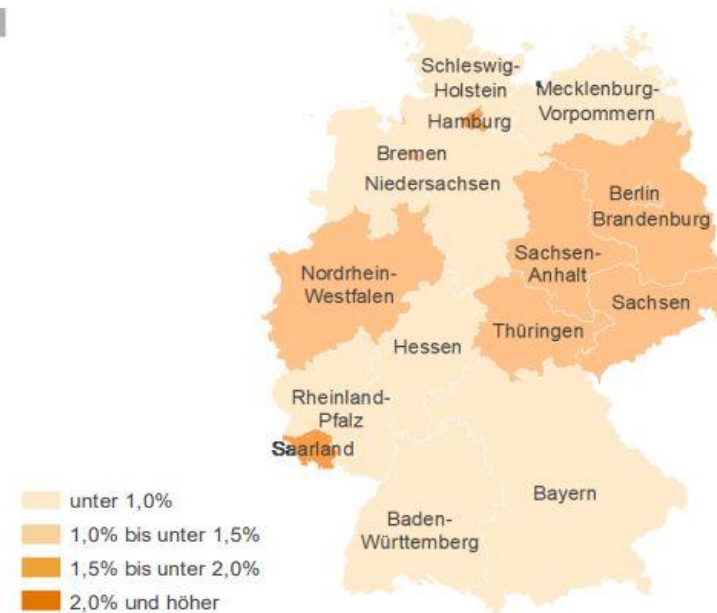 Schleswig-
Holstein
Mecklenburg-
Vorpommern
Hamburg
Bremen
Niedersachsen
Berlin
Brandenburg
Sachsen-
Anhalt
Nordrhein-
Westfalen
Sachsen
Thüringen
Hessen
Rheinland-
Pfalz
Saarland
Bayern
Baden-
Württemberg
unter 1,0%
1,0% bis unter 1,5%
1,5% bis unter 2,0%
2,0% und höher